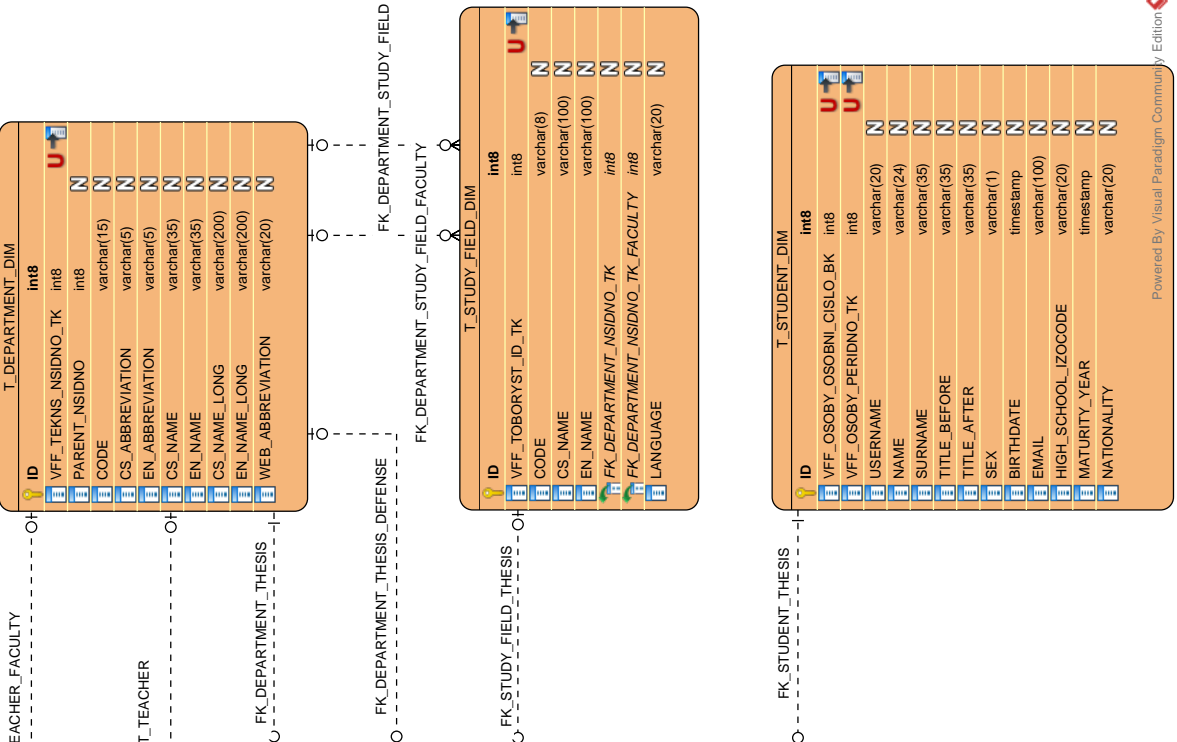 T_DEPARTMENT_DIM
ID int8
VFF_TEKNS_NSIDNO_TK int8 U
PARENT_NSIDNO int8 N
CODE varchar(15) N
CS_ABBREVIATION varchar(5) N
EN_ABBREVIATION varchar(5) N
CS_NAME varchar(35) N
EN_NAME varchar(35) N
CS_NAME_LONG varchar(200) N
EN_NAME_LONG varchar(200) N
WEB_ABBREVIATION varchar(20) N
EACHER_FACULTY
T_TEACHER
FK_DEPARTMENT_THESIS
FK_DEPARTMENT_THESIS_DEFENSE
FK_DEPARTMENT_STUDY_FIELD
FK_DEPARTMENT_STUDY_FIELD_FACULTY
T_STUDY_FIELD_DIM
ID int8
VFF_TOBORYST_ID_TK int8 U
CODE varchar(8) N
CS_NAME varchar(100) N
EN_NAME varchar(100) N
FK_DEPARTMENT_NSIDNO_TK int8 N
FK_DEPARTMENT_NSIDNO_TK_FACULTY int8 N
LANGUAGE varchar(20) N
FK_STUDY_FIELD_THESIS
T_STUDENT_DIM
ID int8
VFF_OSOBY_OSOBNI_CISLO_BK int8 U
VFF_OSOBY_PERIDNO_TK int8 U
USERNAME varchar(20) N
NAME varchar(24) N
SURNAME varchar(35) N
TITLE_BEFORE varchar(35) N
TITLE_AFTER varchar(35) N
SEX varchar(1) N
BIRTHDATE timestamp N
EMAIL varchar(100) N
HIGH_SCHOOL_IZOCODE varchar(20) N
MATURITY_YEAR timestamp N
NATIONALITY varchar(20) N
FK_STUDENT_THESIS
Powered By Visual Paradigm Community Edition